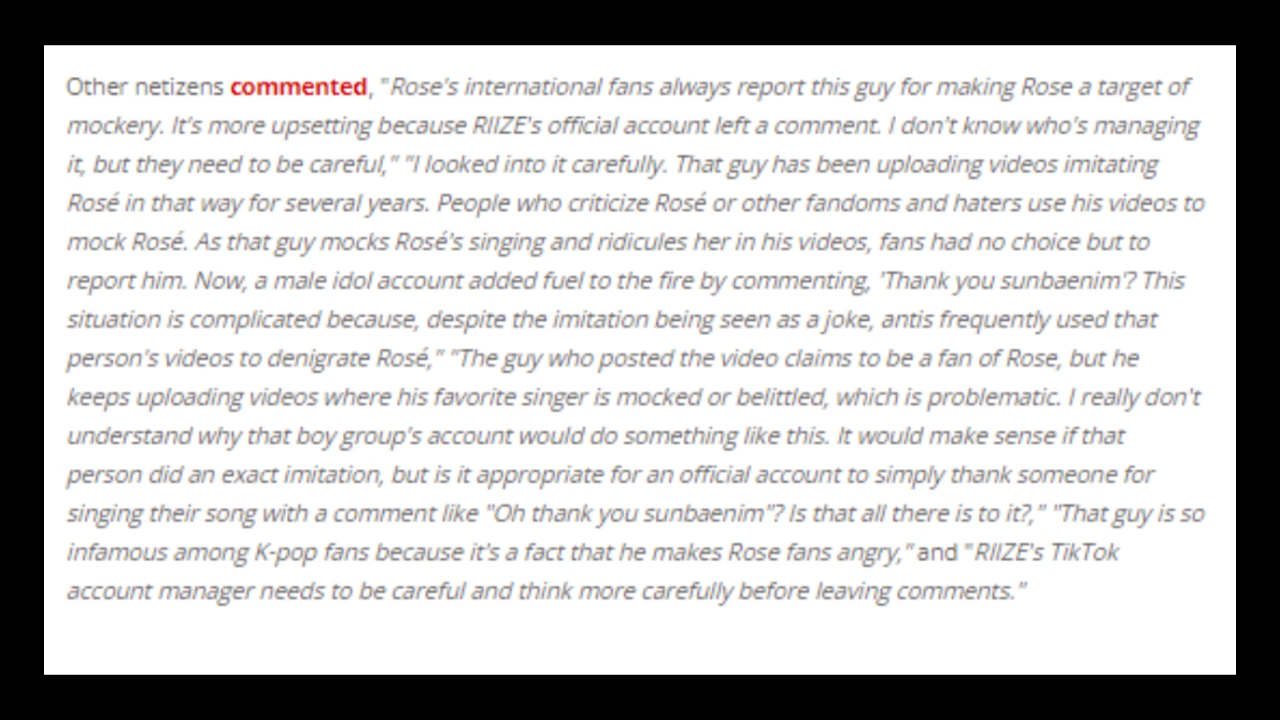 Other netizens commented, "Rose's international fans always report this guy for making Rose a target of
mockery. It's more upsetting because RIIZE's official account left a comment. I don't know who's managing
it, but they need to be careful," "I looked into it carefully. That guy has been uploading videos imitating
Rosé in that way for several years. People who criticize Rosé or other fandoms and haters use his videos to
mock Rosé. As that guy mocks Rosé's singing and ridicules her in his videos, fans had no choice but to
report him. Now, a male idol account added fuel to the fire by commenting, 'Thank you sunbaenim'? This
situation is complicated because, despite the imitation being seen as a joke, antis frequently used that
person's videos to denigrate Rosé," "The guy who posted the video claims to be a fan of Rose, but he
keeps uploading videos where his favorite singer is mocked or belittled, which is problematic. I really don't
understand why that boy group's account would do something like this. It would make sense if that
person did an exact imitation, but is it appropriate for an official account to simply thank someone for
singing their song with a comment like "Oh thank you sunbaenim"? Is that all there is to it?," "That guy is so
infamous among K-pop fans because it's a fact that he makes Rose fans angry," and "RIIZE's TikTok
account manager needs to be careful and think more carefully before leaving comments."